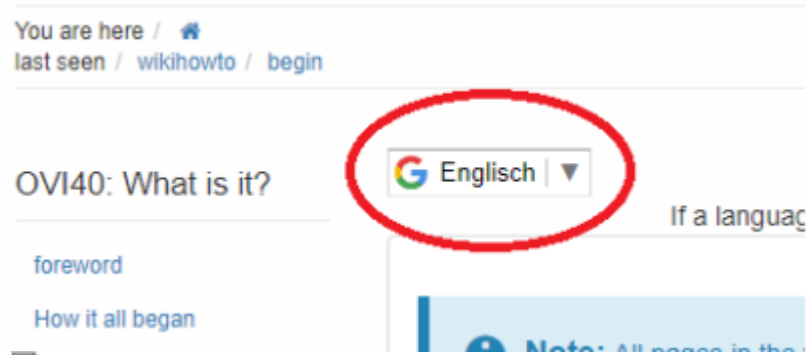 You are here /
last seen / wikihowto / begin
OVI40: What is it?
Englisch | ▼
If a languag
foreword
How it all began
Note: All pages in the